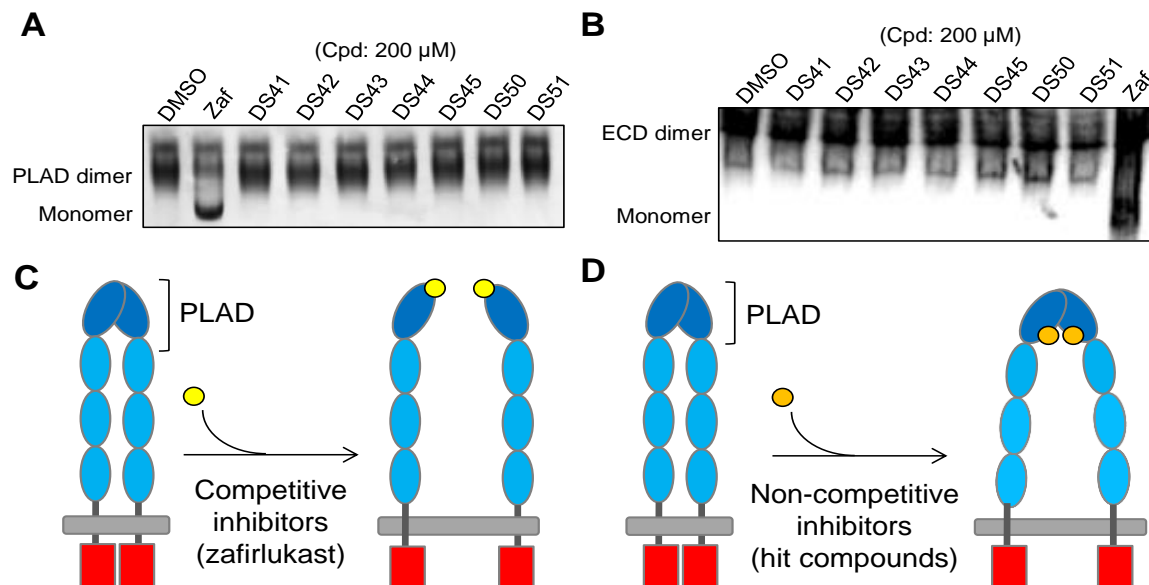 A
(Cpd: 200 µM)
DMSO Zaf DS41 DS42 DS43 DS44 DS45 DS50 DS51
PLAD dimer
Monomer
B
(Cpd: 200 µM)
DMSO DS41 DS42 DS43 DS44 DS45 DS50 DS51 Zaf
ECD dimer
Monomer
C
PLAD
Competitive
inhibitors
(zafirlukast)
D
PLAD
Non-competitive
inhibitors
(hit compounds)